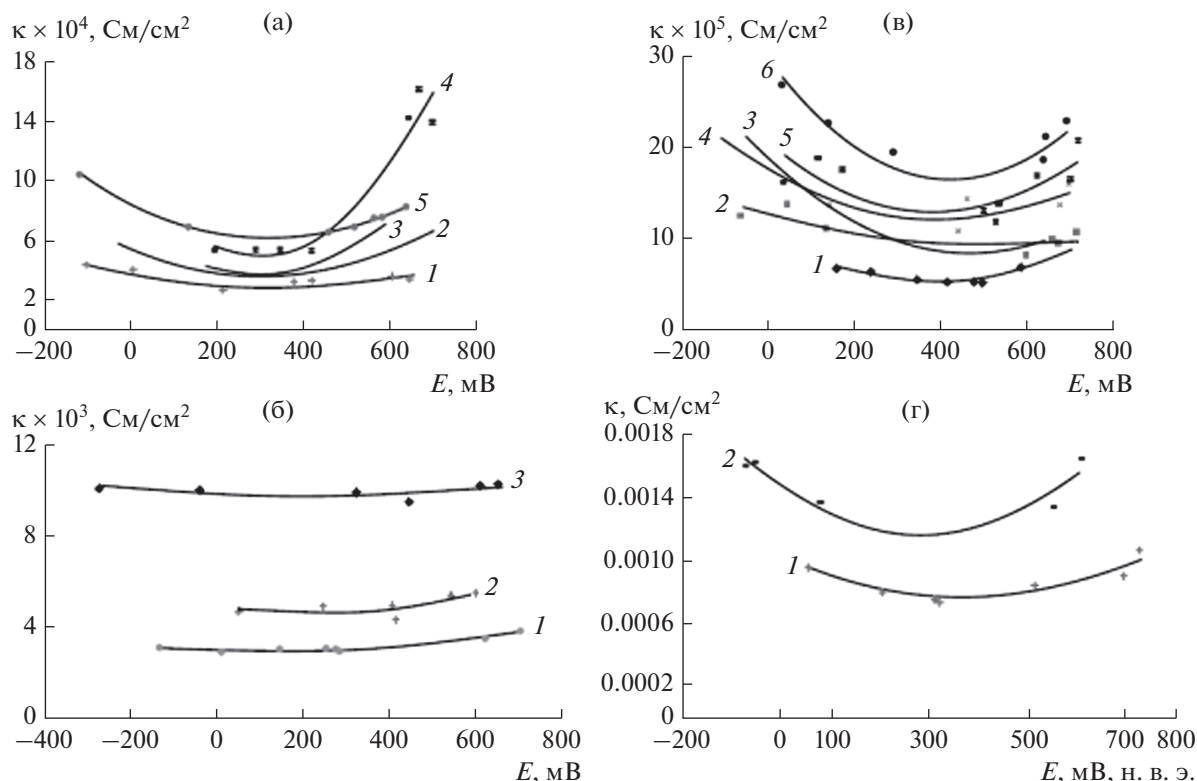 (а)
κ × 10⁴, См/см²
18
14
10
6
2
−200 0 200 400 600 800
E, мВ
4
5
3
2
1
(в)
κ × 10⁵, См/см²
30
20
10
0
−200 0 200 400 600 800
E, мВ
6
3
4
5
2
1
(б)
κ × 10³, См/см²
12
8
4
0
−400 −200 0 200 400 600 800
E, мВ
3
2
1
(г)
κ, См/см²
0.0018
0.0014
0.0010
0.0006
0.0002
0
−200 0 100 300 500 700 800
E, мВ, н. в. э.
2
1